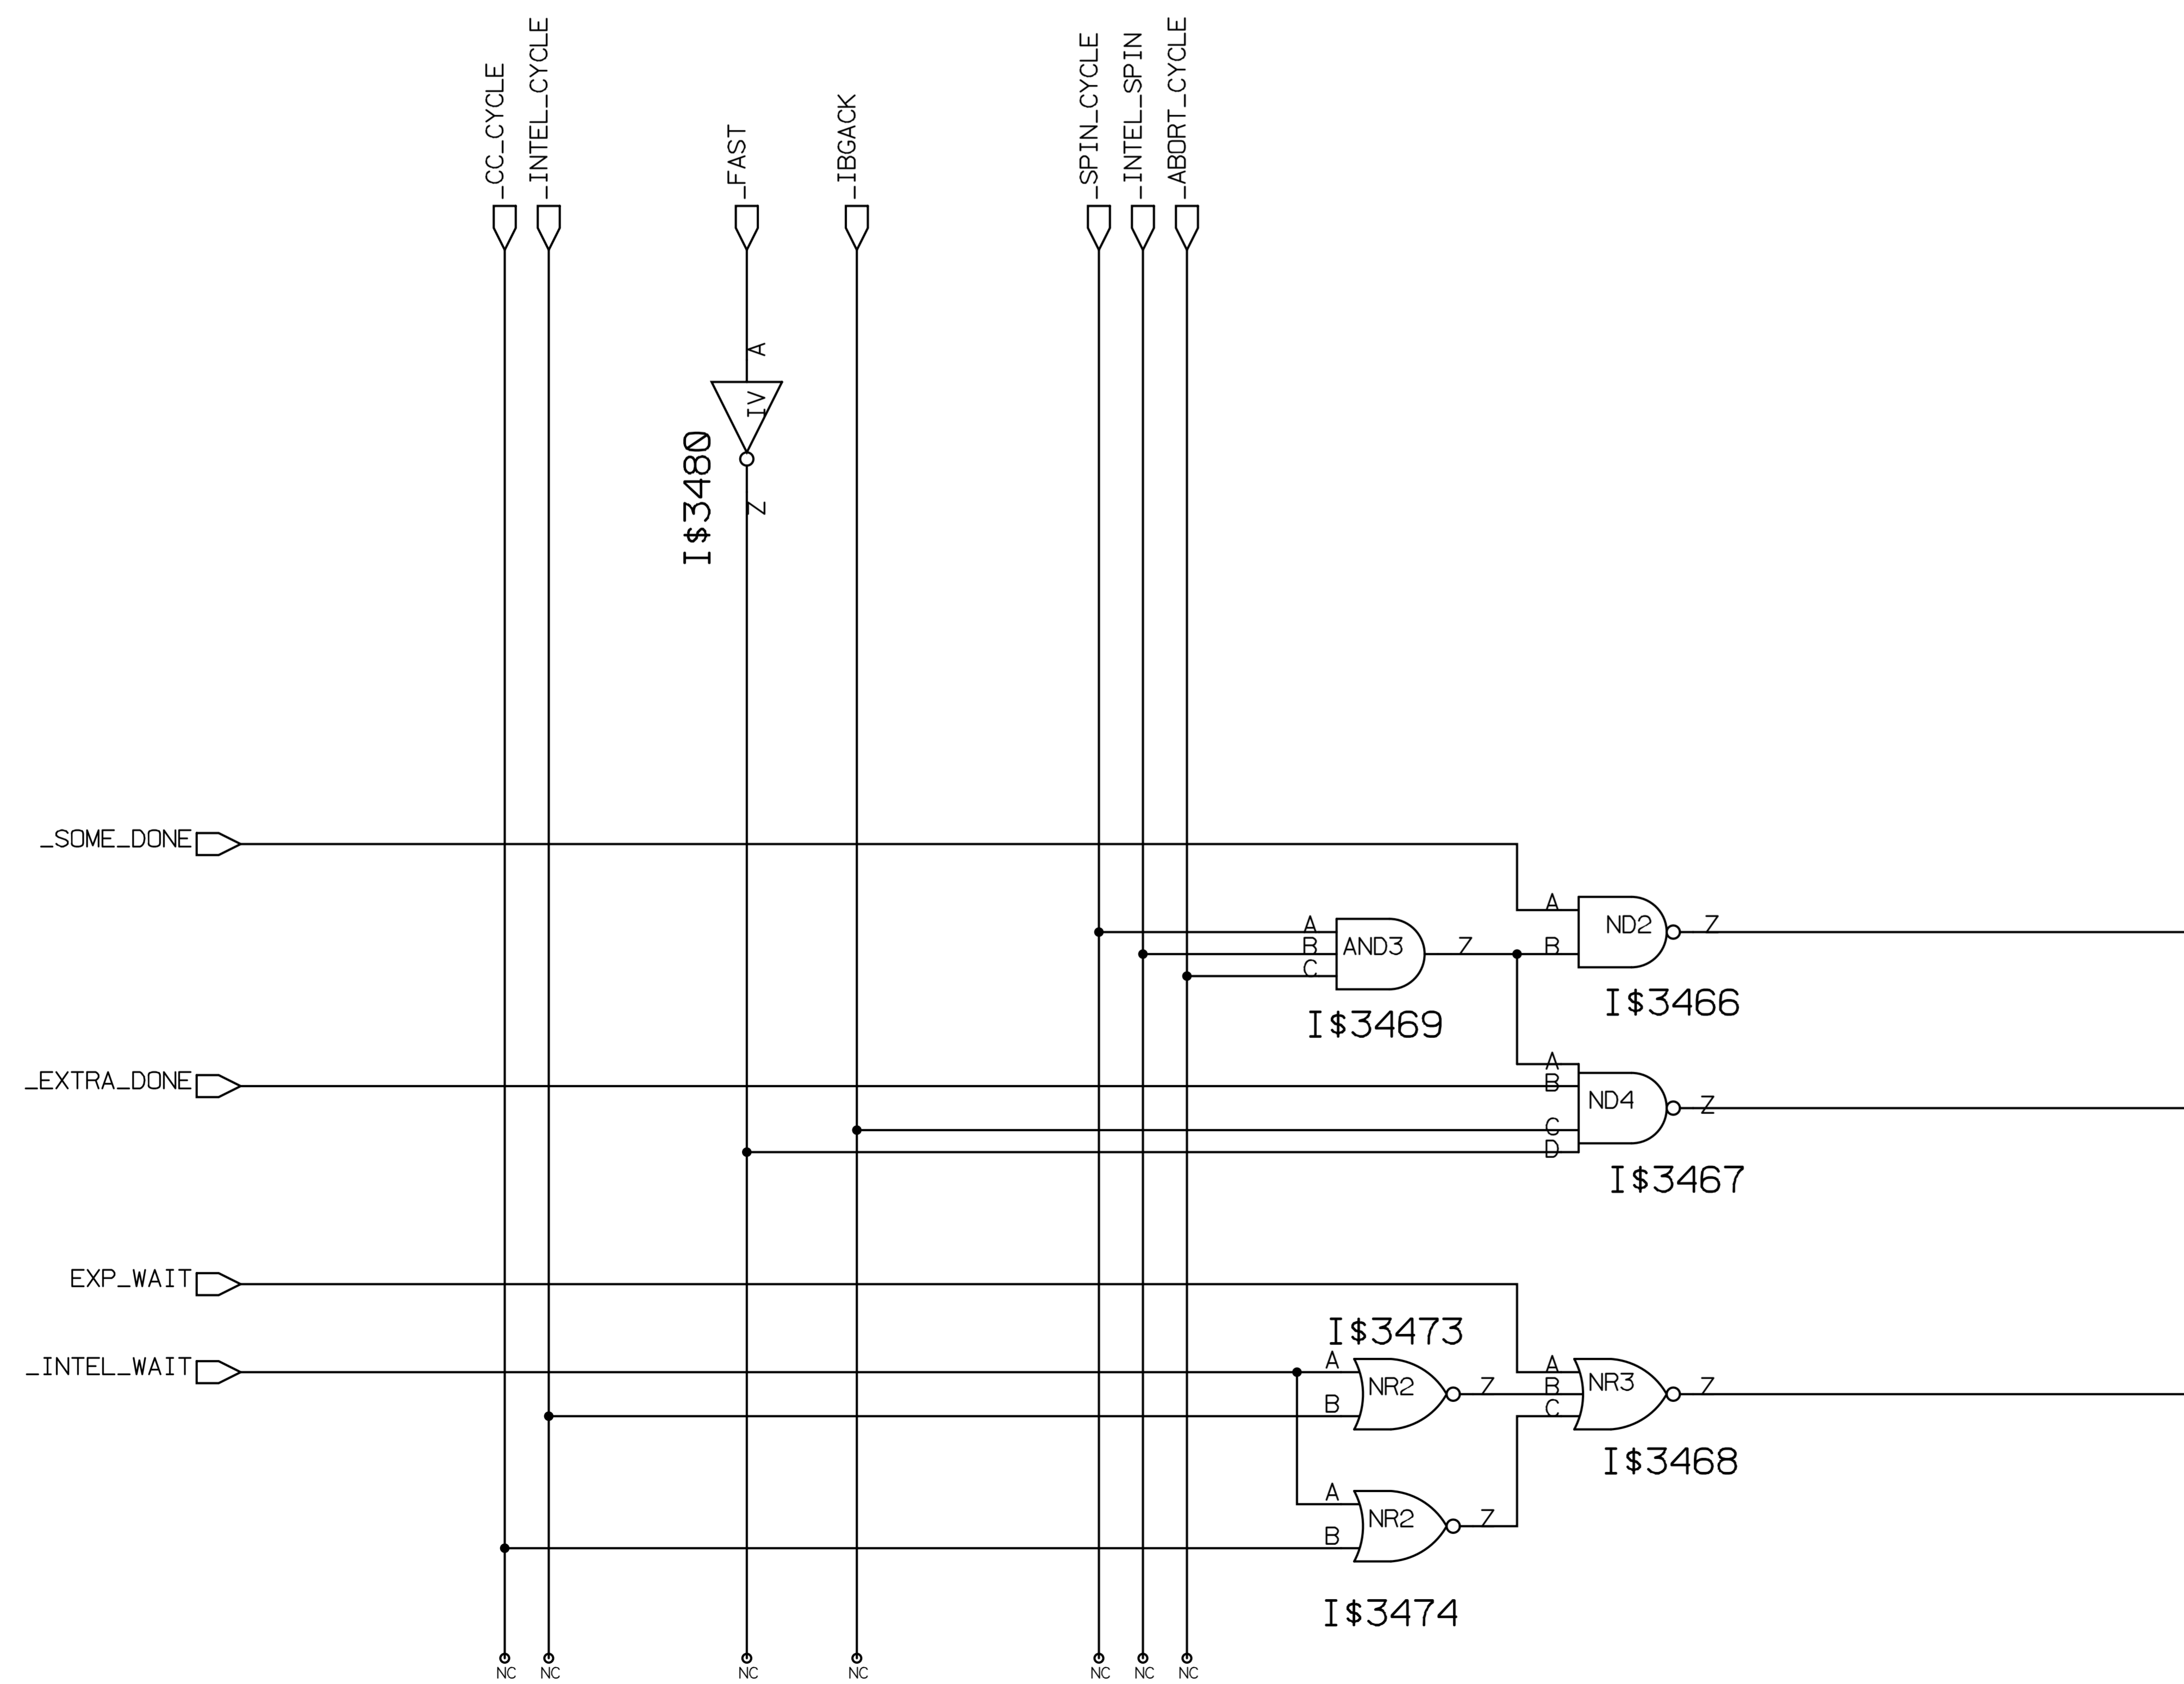 _CC_CYCLE
_INTEL_CYCLE
_FAST
_IBGACK
_SPIN_CYCLE
_INTEL_SPIN
_ABORT_CYCLE
A
IV
I$3480
Z
_SOME_DONE
A
ND2
Z
A
B
C
AND3
Z
B
I$3466
I$3469
_EXTRA_DONE
A
B
C
D
ND4
Z
I$3467
EXP_WAIT
I$3473
_INTEL_WAIT
A
B
NR2
Z
A
B
C
NR3
Z
I$3468
A
B
NR2
Z
I$3474
NC
NC
NC
NC
NC
NC
NC